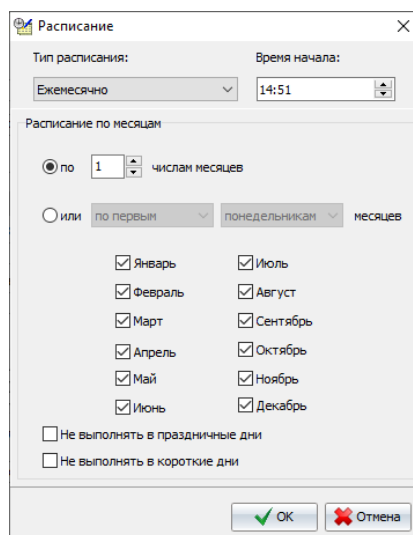 Расписание
Тип расписания: Время начала:
Ежемесячно 14:51
Расписание по месяцам
по 1 числам месяцев
или по первым понедельникам месяцев
Январь Июль
Февраль Август
Март Сентябрь
Апрель Октябрь
Май Ноябрь
Июнь Декабрь
Не выполнять в праздничные дни
Не выполнять в короткие дни
ОК Отмена